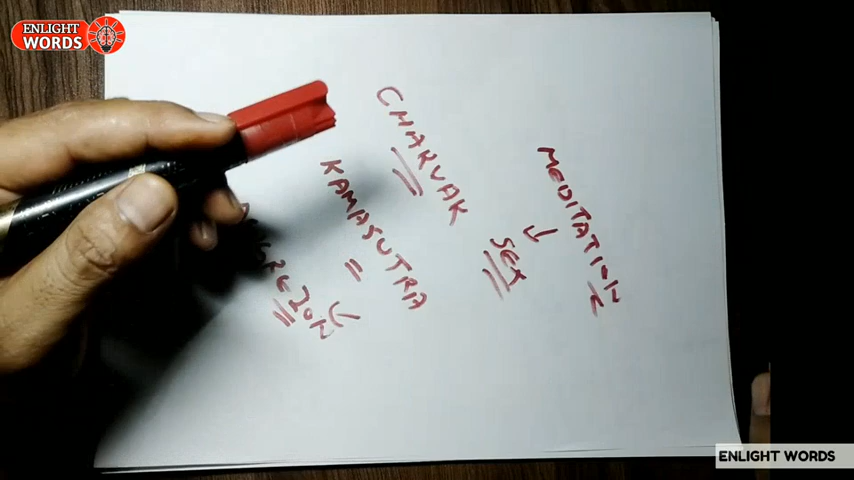 ENLIGHT
WORDS
MEDITATION
SEX
CHARVAK
KAMASUTRA
ENLIGHT WORDS